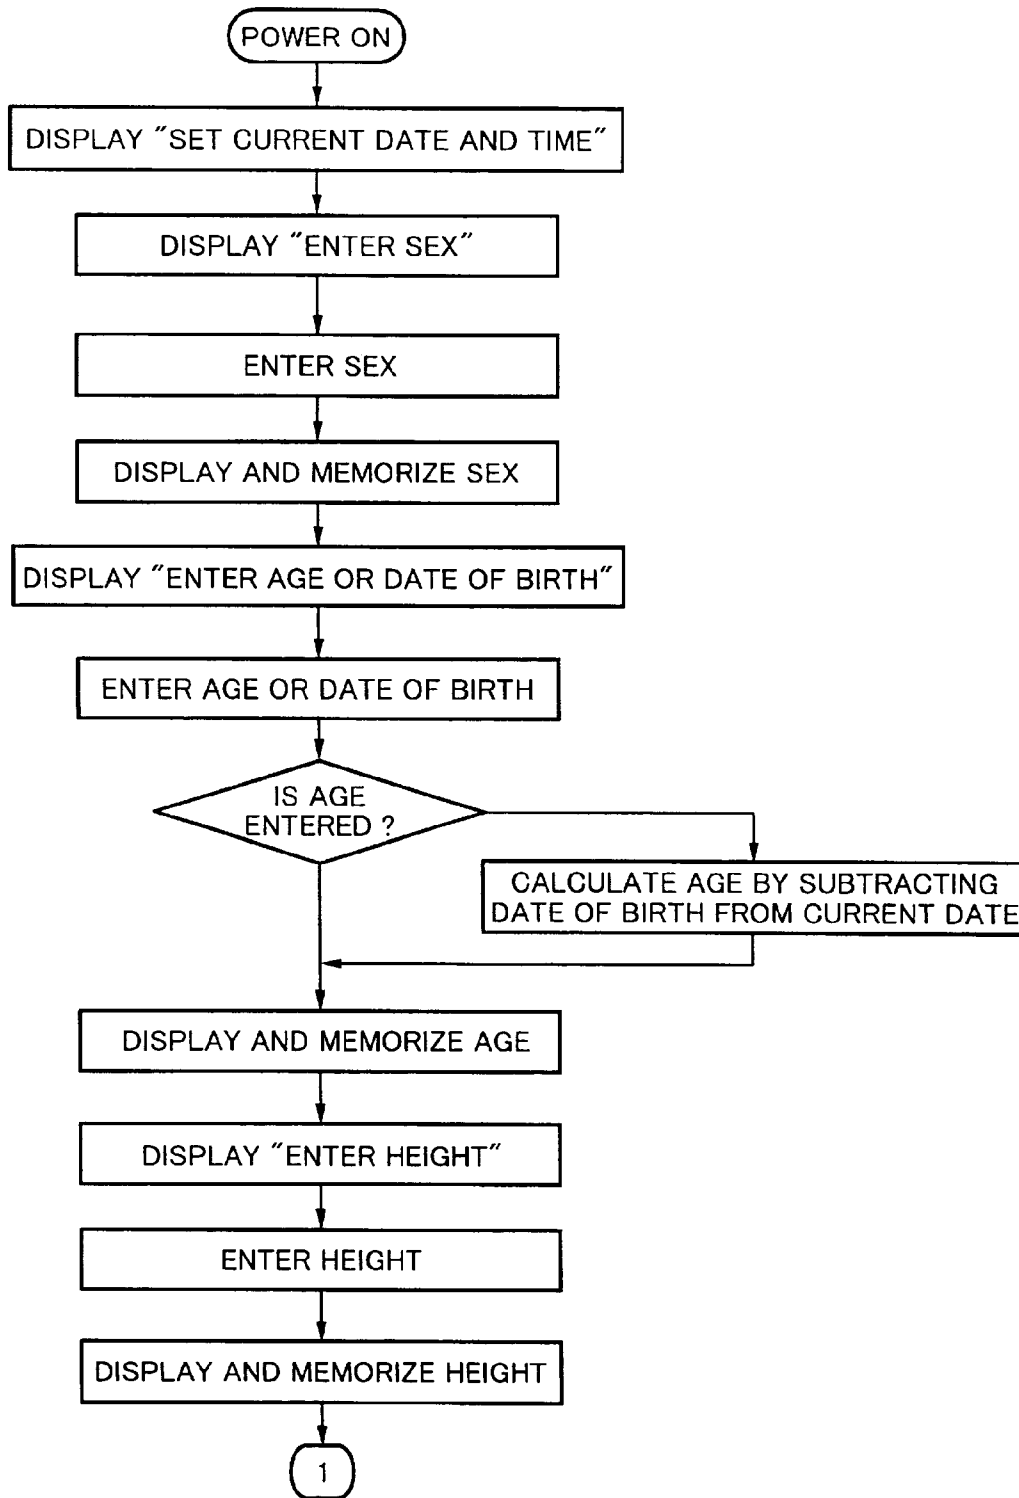 POWER ON
DISPLAY "SET CURRENT DATE AND TIME"
DISPLAY "ENTER SEX"
ENTER SEX
DISPLAY AND MEMORIZE SEX
DISPLAY "ENTER AGE OR DATE OF BIRTH"
ENTER AGE OR DATE OF BIRTH
IS AGE
ENTERED ?
CALCULATE AGE BY SUBTRACTING
DATE OF BIRTH FROM CURRENT DATE
DISPLAY AND MEMORIZE AGE
DISPLAY "ENTER HEIGHT"
ENTER HEIGHT
DISPLAY AND MEMORIZE HEIGHT
1